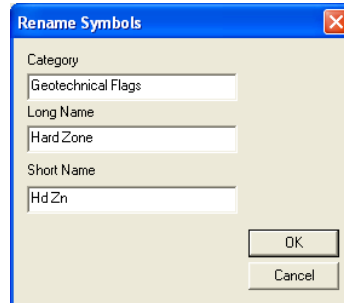 Rename Symbols
Category
Geotechnical Flags
Long Name
Hard Zone
Short Name
Hd Zn
OK
Cancel